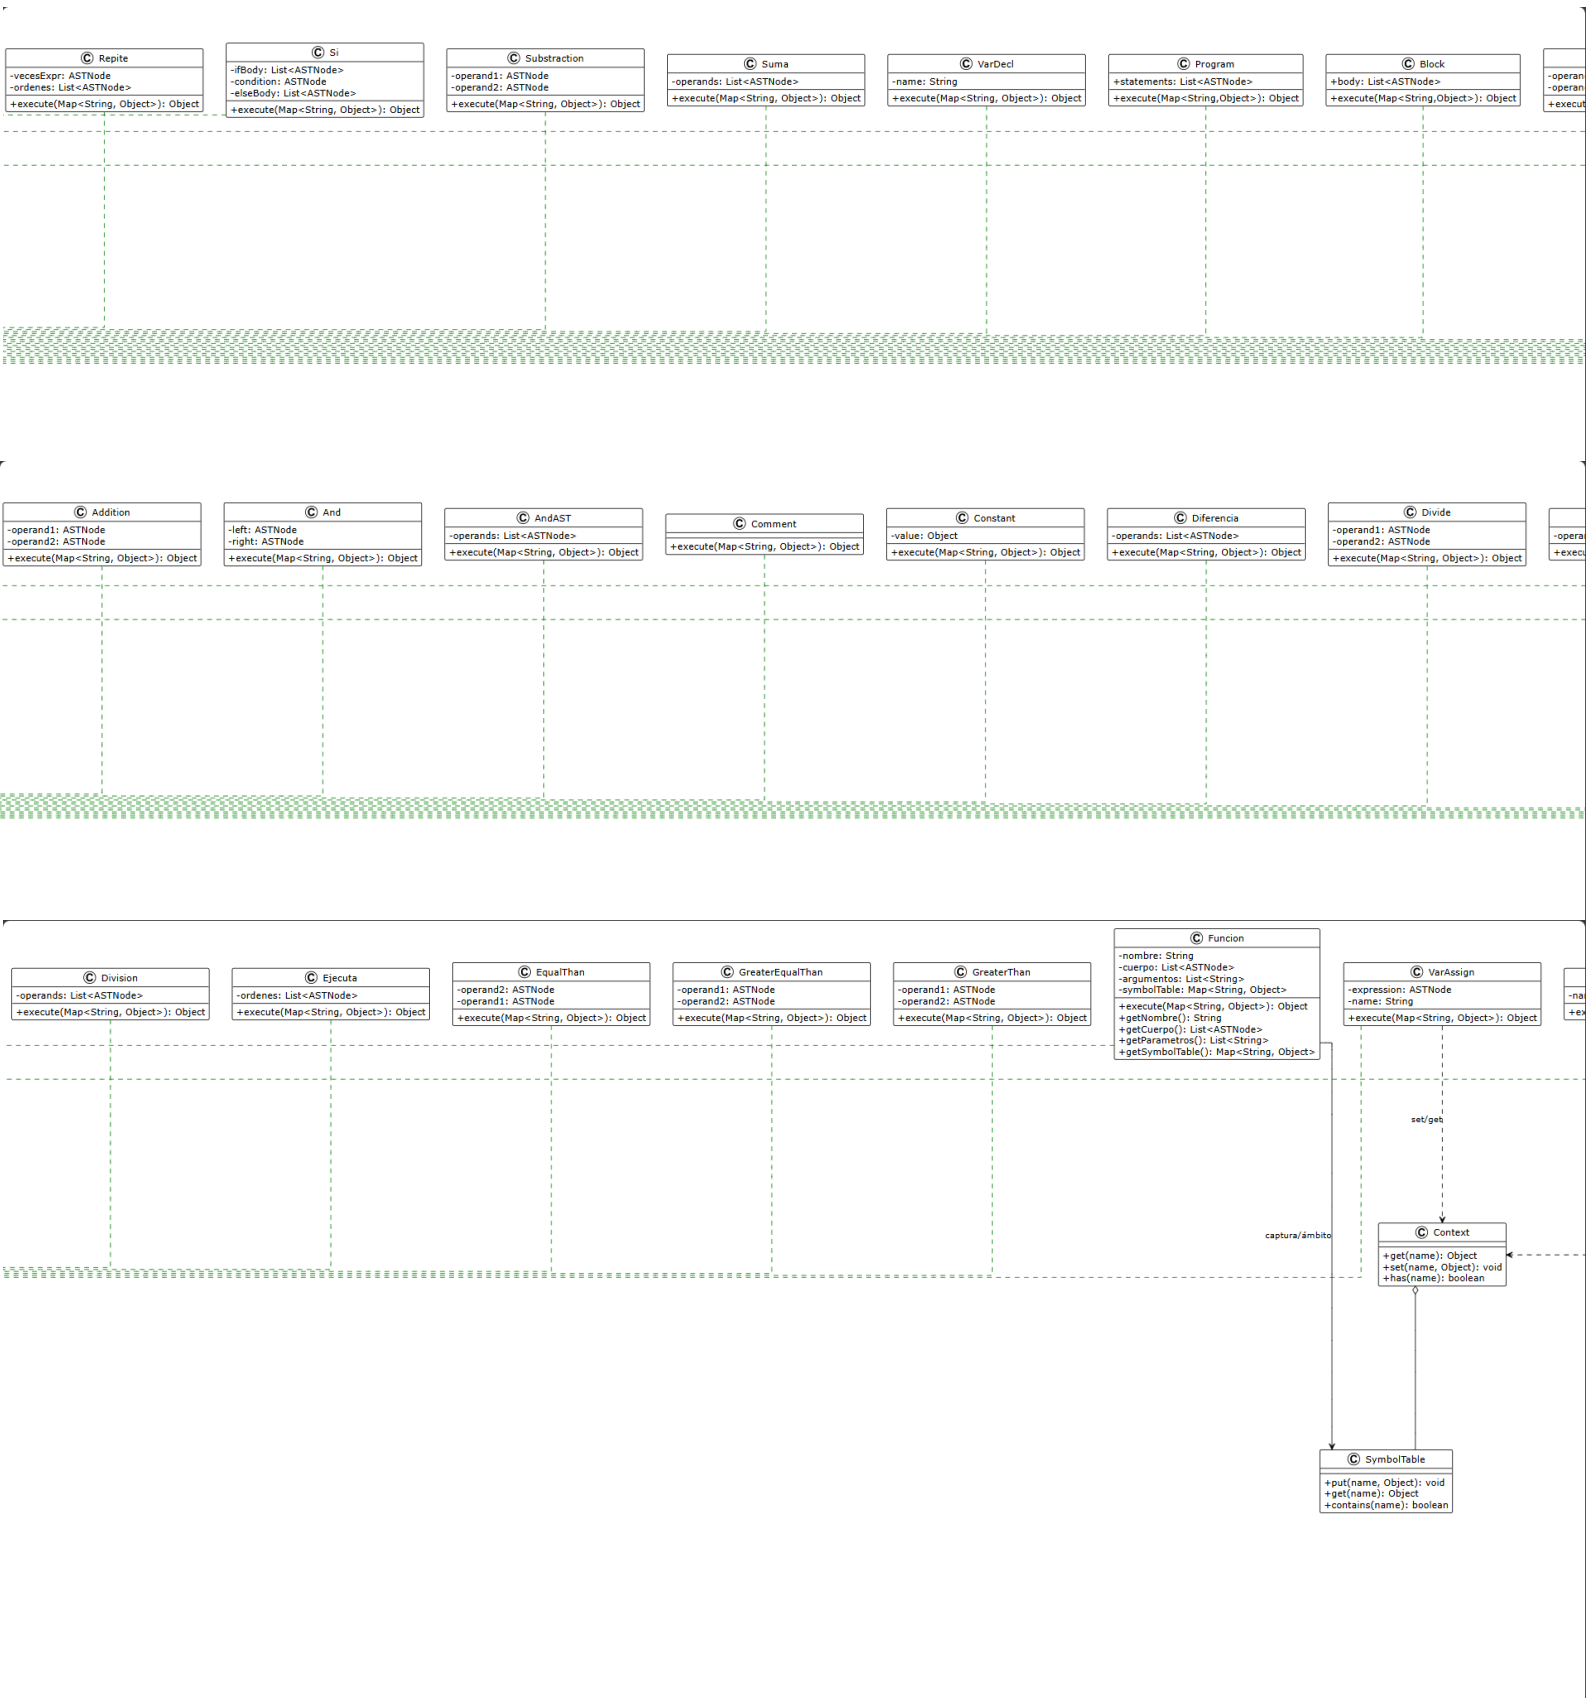 C Repite
-vecesExpr: ASTNode
-ordenes: List<ASTNode>
+execute(Map<String, Object>): Object
C Si
-ifBody: List<ASTNode>
-condition: ASTNode
-elseBody: List<ASTNode>
+execute(Map<String, Object>): Object
C Substraction
-operand1: ASTNode
-operand2: ASTNode
+execute(Map<String, Object>): Object
C Suma
-operands: List<ASTNode>
+execute(Map<String, Object>): Object
C VarDecl
-name: String
+execute(Map<String, Object>): Object
C Program
+statements: List<ASTNode>
+execute(Map<String,Object>): Object
C Block
+body: List<ASTNode>
+execute(Map<String,Object>): Object
-operan
-operan
+execut
C Addition
-operand1: ASTNode
-operand2: ASTNode
+execute(Map<String, Object>): Object
C And
-left: ASTNode
-right: ASTNode
+execute(Map<String, Object>): Object
C AndAST
-operands: List<ASTNode>
+execute(Map<String, Object>): Object
C Comment
+execute(Map<String, Object>): Object
C Constant
-value: Object
+execute(Map<String, Object>): Object
C Diferencia
-operands: List<ASTNode>
+execute(Map<String, Object>): Object
C Divide
-operand1: ASTNode
-operand2: ASTNode
+execute(Map<String, Object>): Object
-opera
+exec
C Division
-operands: List<ASTNode>
+execute(Map<String, Object>): Object
C Ejecuta
-ordenes: List<ASTNode>
+execute(Map<String, Object>): Object
C EqualThan
-operand2: ASTNode
-operand1: ASTNode
+execute(Map<String, Object>): Object
C GreaterEqualThan
-operand1: ASTNode
-operand2: ASTNode
+execute(Map<String, Object>): Object
C GreaterThan
-operand1: ASTNode
-operand2: ASTNode
+execute(Map<String, Object>): Object
C Funcion
-nombre: String
-cuerpo: List<ASTNode>
-argumentos: List<String>
-symbolTable: Map<String, Object>
+execute(Map<String, Object>): Object
+getNombre(): String
+getCuerpo(): List<ASTNode>
+getParametros(): List<String>
+getSymbolTable(): Map<String, Object>
C VarAssign
-expression: ASTNode
-name: String
+execute(Map<String, Object>): Object
-nar
+ex
set/get
captura/ámbito
C Context
+get(name): Object
+set(name, Object): void
+has(name): boolean
C SymbolTable
+put(name, Object): void
+get(name): Object
+contains(name): boolean